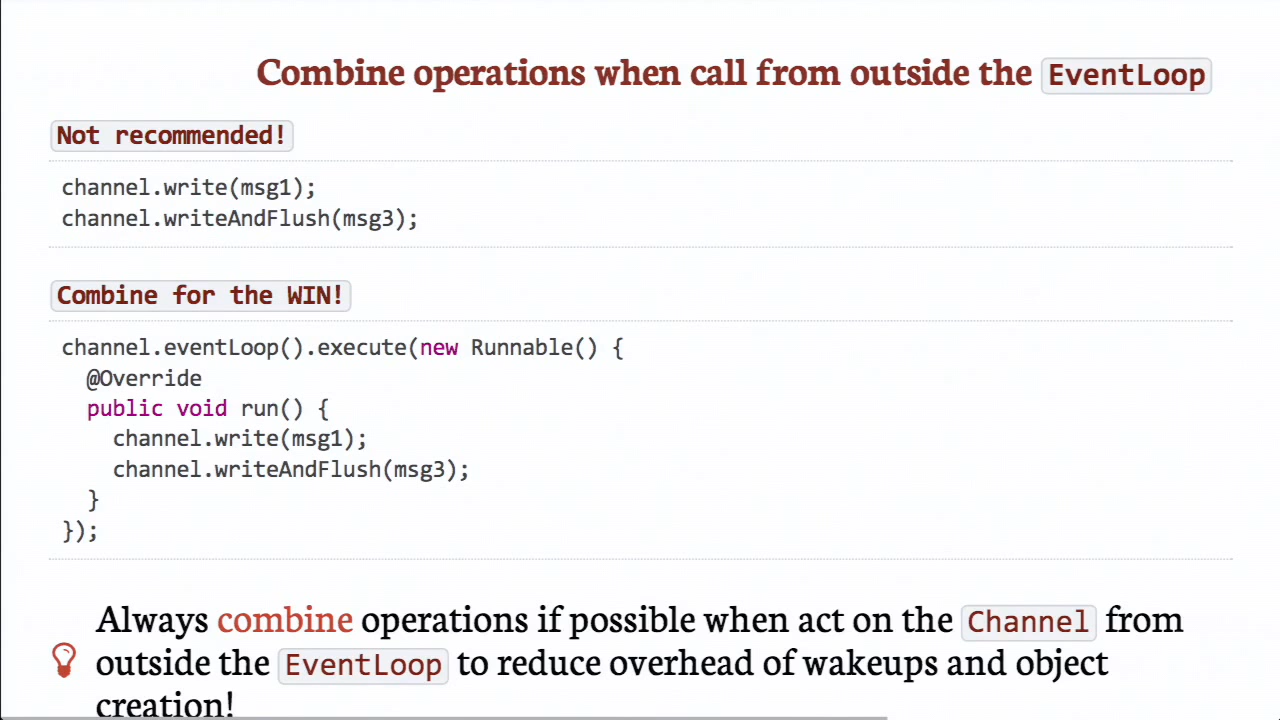 Combine operations when call from outside the EventLoop
Not recommended!
channel.write(msg1);
channel.writeAndFlush(msg3);
Combine for the WIN!
channel.eventLoop().execute(new Runnable() {
@Override
public void run() {
channel.write(msg1);
channel.writeAndFlush(msg3);
}
});
Always combine operations if possible when act on the Channel from
outside the EventLoop to reduce overhead of wakeups and object
creation!